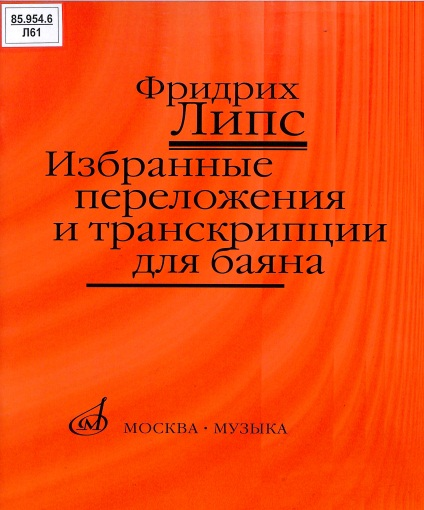 85.954.6
Л61
Фридрих
Липс
Избранные
переложения
и транскрипции
для баяна
МОСКВА • МУЗЫКА